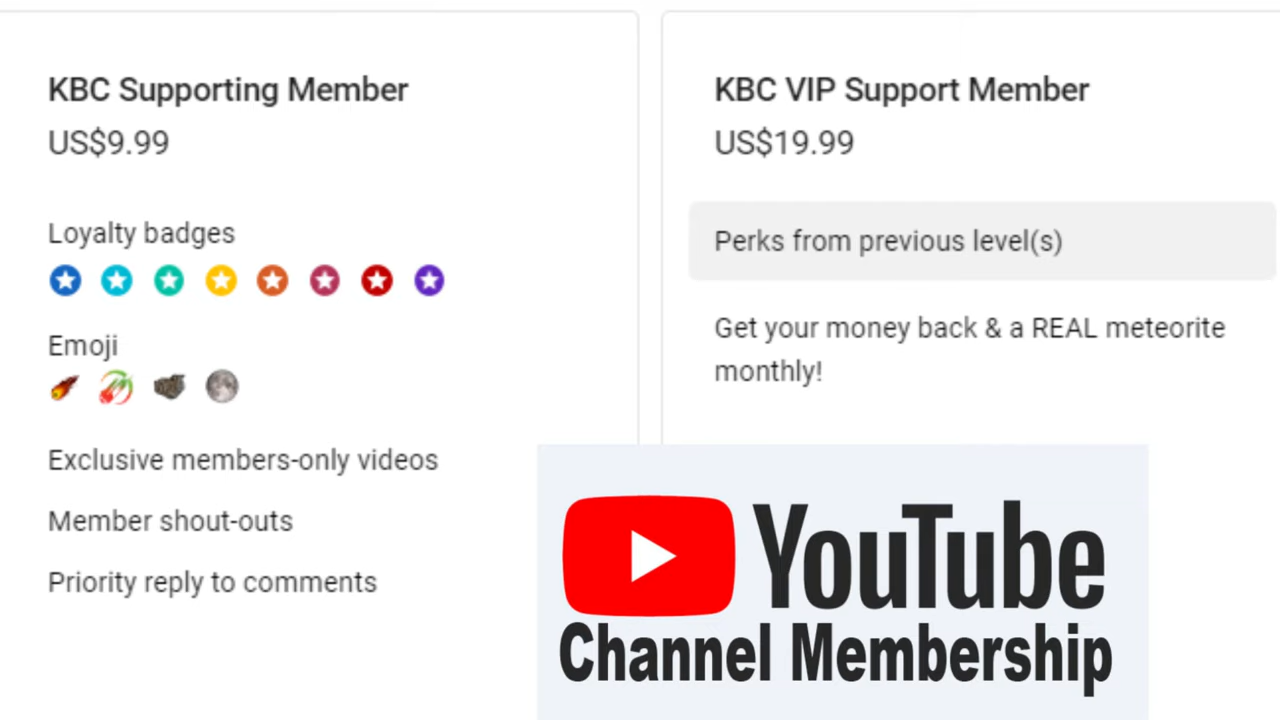 KBC Supporting Member
US$9.99
Loyalty badges
Emoji
Exclusive members-only videos
Member shout-outs
Priority reply to comments
KBC VIP Support Member
US$19.99
Perks from previous level(s)
Get your money back & a REAL meteorite
monthly!
YouTube
Channel Membership